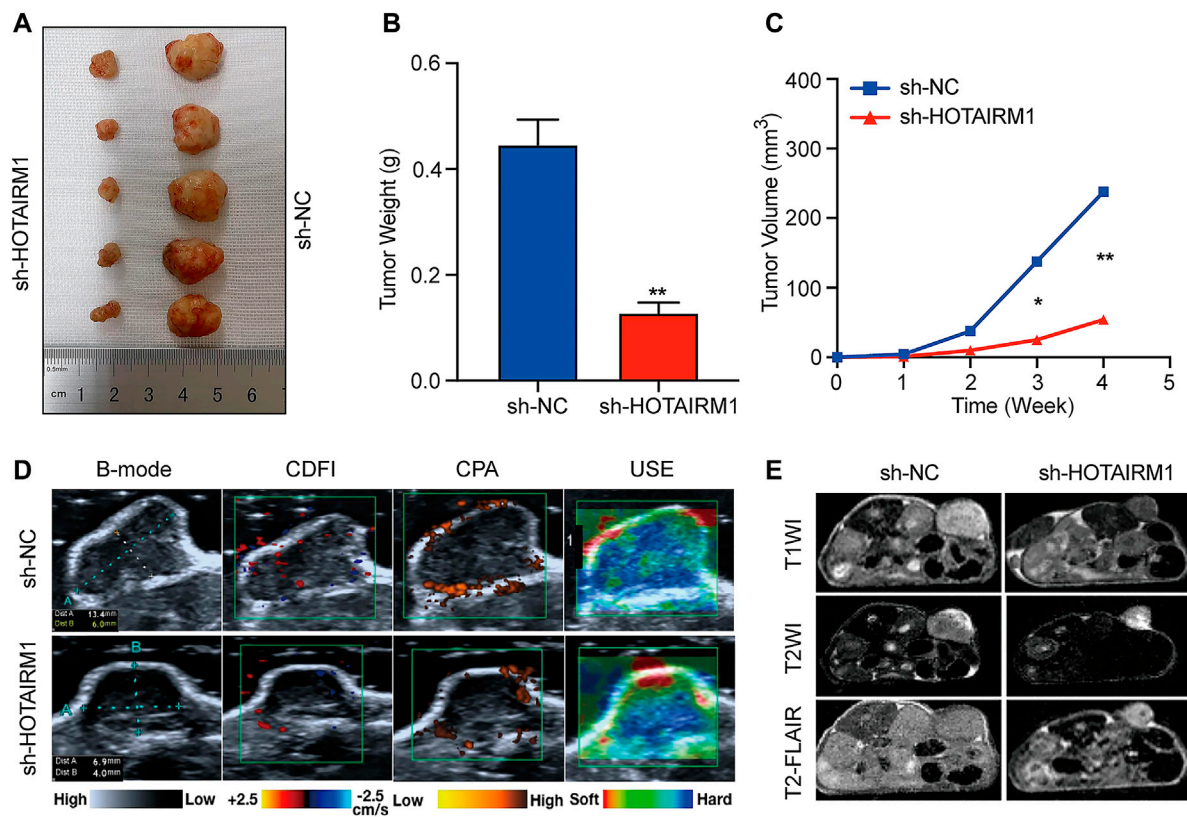 A
sh-HOTAIRM1
sh-NC
0.5mm
cm 1 2 3 4 5 6
B
Tumor Weight (g)
0.6
0.4
0.2
0.0
**
sh-NC sh-HOTAIRM1
C
Tumor Volume (mm³)
400
300
200
100
0
sh-NC
sh-HOTAIRM1
*
**
0 1 2 3 4 5
Time (Week)
D
B-mode CDFI CPA USE
sh-NC
A
Dist A 13.4mm
Dist B 6.0mm
1
sh-HOTAIRM1
B
A
Dist A 6.9mm
Dist B 4.0mm
High Low +2.5 -2.5 cm/s Low High Soft Hard
E
sh-NC sh-HOTAIRM1
T1WI
T2WI
T2-FLAIR